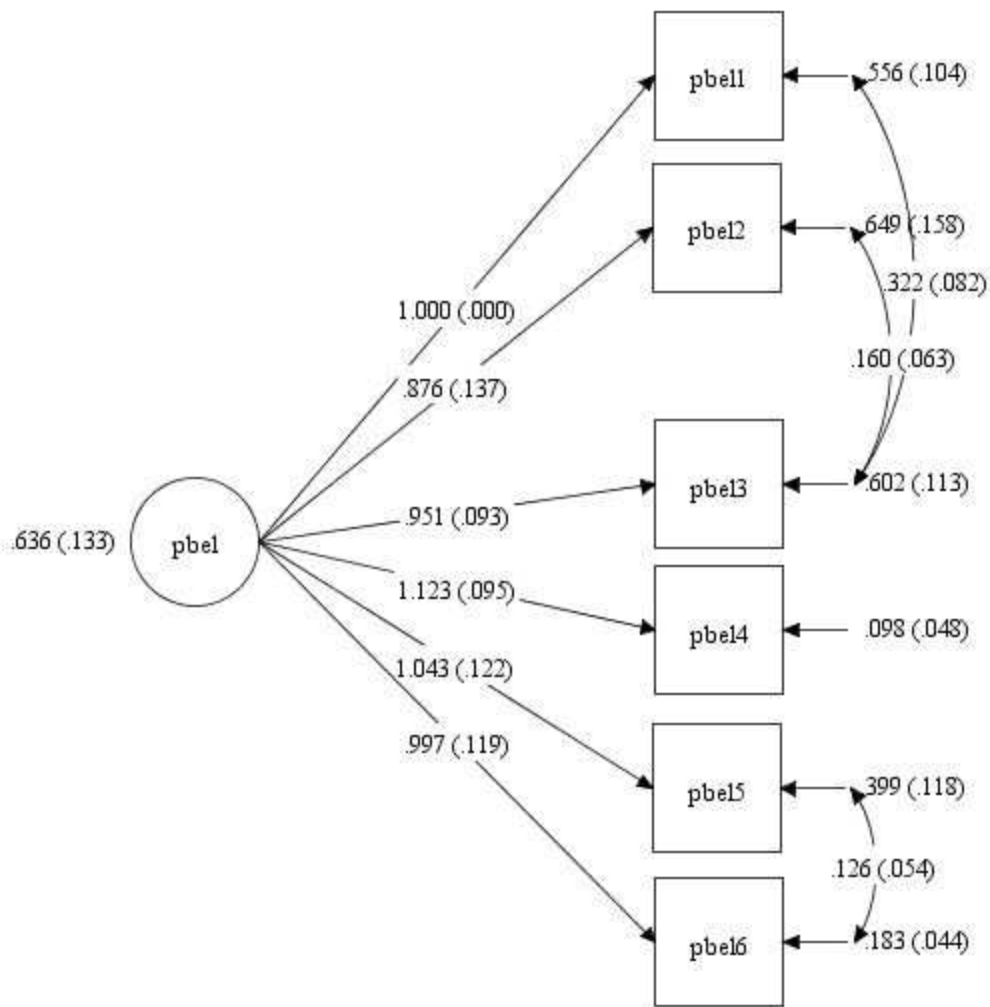 pbel1
.556 (.104)
pbel2
.649 (.158)
.322 (.082)
1.000 (.000)
.160 (.063)
.876 (.137)
pbel3
.602 (.113)
.951 (.093)
.636 (.133)
pbel
1.123 (.095)
pbel4
.098 (.048)
1.043 (.122)
.997 (.119)
pbel5
.399 (.118)
.126 (.054)
pbel6
.183 (.044)